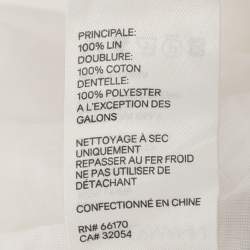 PRINCIPALE:
100% LIN
DOUBLURE:
100% COTON
DENTELLE:
100% POLYESTER
A L'EXCEPTION DES
GALONS
NETTOYAGE À SEC
UNIQUEMENT
REPASSER AU FER FROID
NE PAS UTILISER DE
DÉTACHANT
CONFECTIONNÉ EN CHINE
RN# 66170
CA# 32054